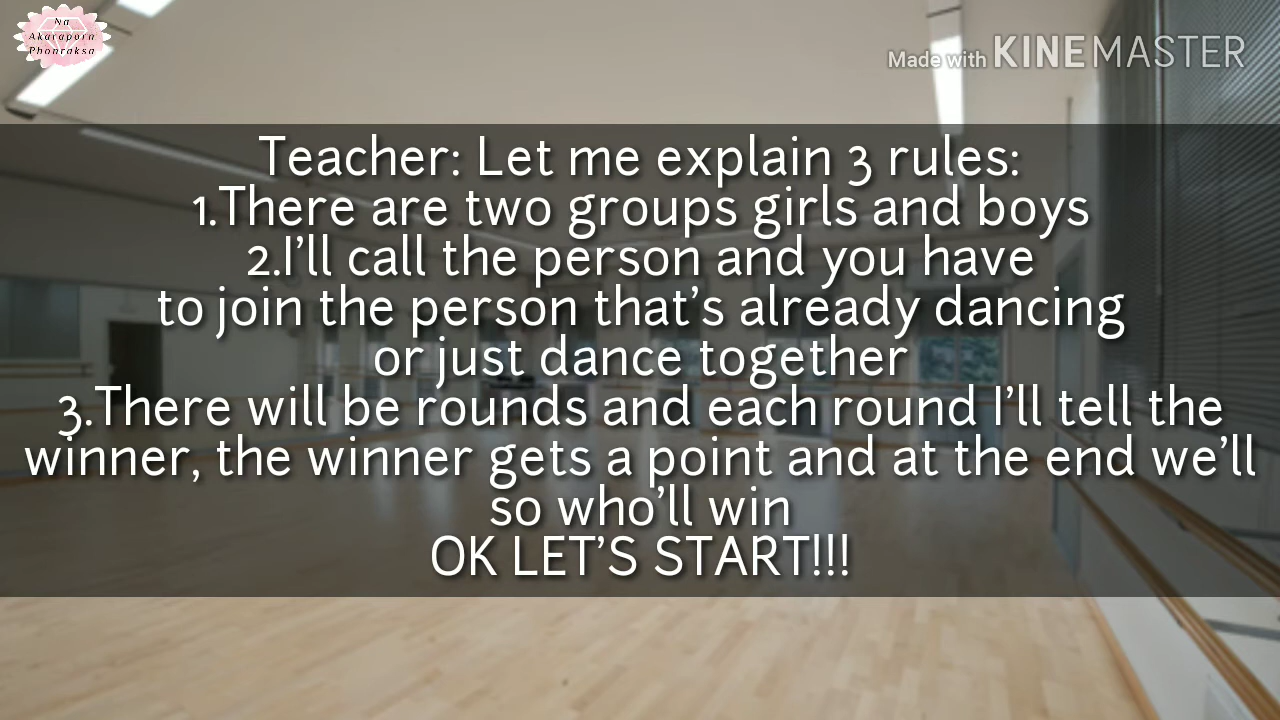 Na
Akaraporn
Phonraksa
Made with KINEMASTER
Teacher: Let me explain 3 rules:
1.There are two groups girls and boys
2.I'll call the person and you have
to join the person that's already dancing
or just dance together
3.There will be rounds and each round I'll tell the
winner, the winner gets a point and at the end we'll
so who'll win
OK LET'S START!!!